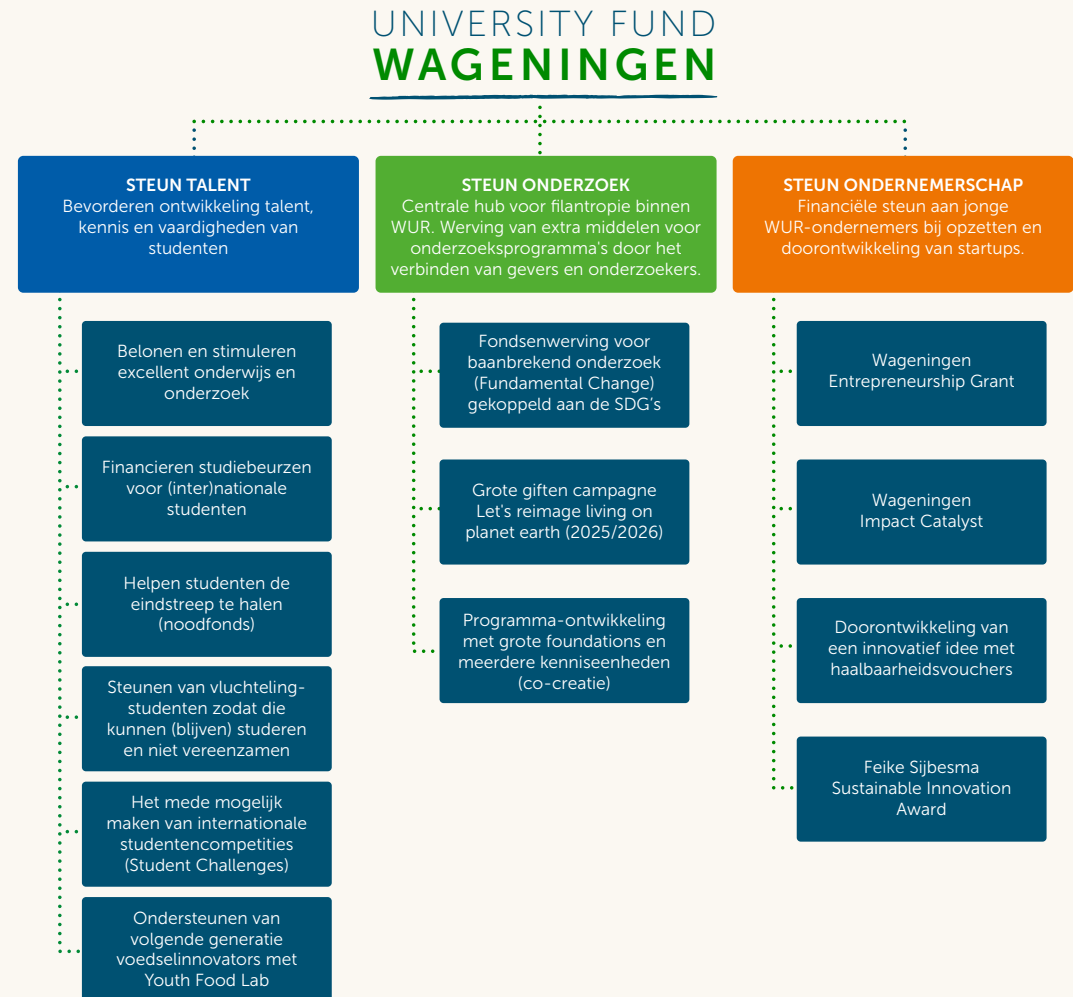 UNIVERSITY FUND
WAGENINGEN
STEUN TALENT
Bevorderen ontwikkeling talent,
kennis en vaardigheden van
studenten
Belonen en stimuleren
excellent onderwijs en
onderzoek
Financieren studiebeurzen
voor (inter)nationale
studenten
Helpen studenten de
eindstreep te halen
(noodfonds)
Steunen van vluchteling-
studenten zodat die
kunnen (blijven) studeren
en niet vereenzamen
Het mede mogelijk
maken van internationale
studentencompetities
(Student Challenges)
Ondersteunen van
volgende generatie
voedselinnovators met
Youth Food Lab
STEUN ONDERZOEK
Centrale hub voor filantropie binnen
WUR. Werving van extra middelen voor
onderzoeksprogramma's door het
verbinden van gevers en onderzoekers.
Fondsenwerving voor
baanbrekend onderzoek
(Fundamental Change)
gekoppeld aan de SDG's
Grote giften campagne
Let's reimage living on
planet earth (2025/2026)
Programma-ontwikkeling
met grote foundations en
meerdere kenniseenheden
(co-creatie)
STEUN ONDERNEMERSCHAP
Financiële steun aan jonge
WUR-ondernemers bij opzetten en
doorontwikkeling van startups.
Wageningen
Entrepreneurship Grant
Wageningen
Impact Catalyst
Doorontwikkeling van
een innovatief idee met
haalbaarheidsvouchers
Feike Sijbesma
Sustainable Innovation
Award